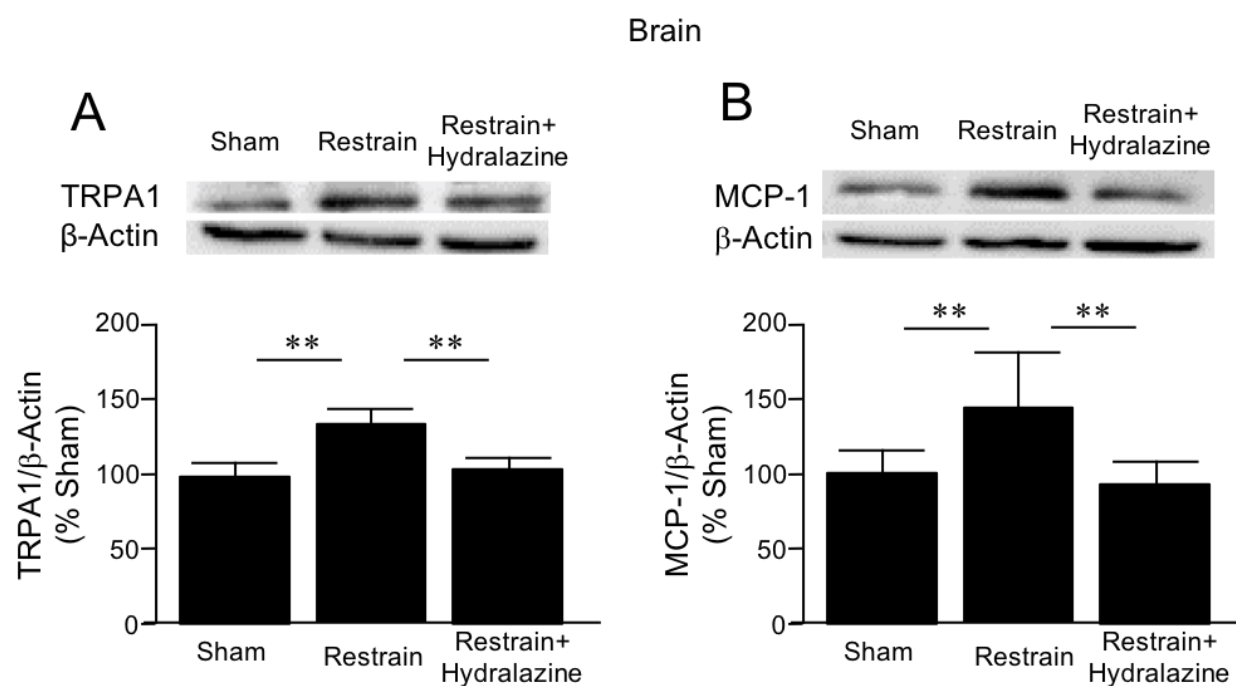 Brain
A
Sham
Restrain
Restrain+
Hydralazine
TRPA1
β-Actin
200
150
100
50
0
TRPA1/β-Actin
(% Sham)
**
**
Sham
Restrain
Restrain+
Hydralazine
B
Sham
Restrain
Restrain+
Hydralazine
MCP-1
β-Actin
200
150
100
50
0
MCP-1/β-Actin
(% Sham)
**
**
Sham
Restrain
Restrain+
Hydralazine